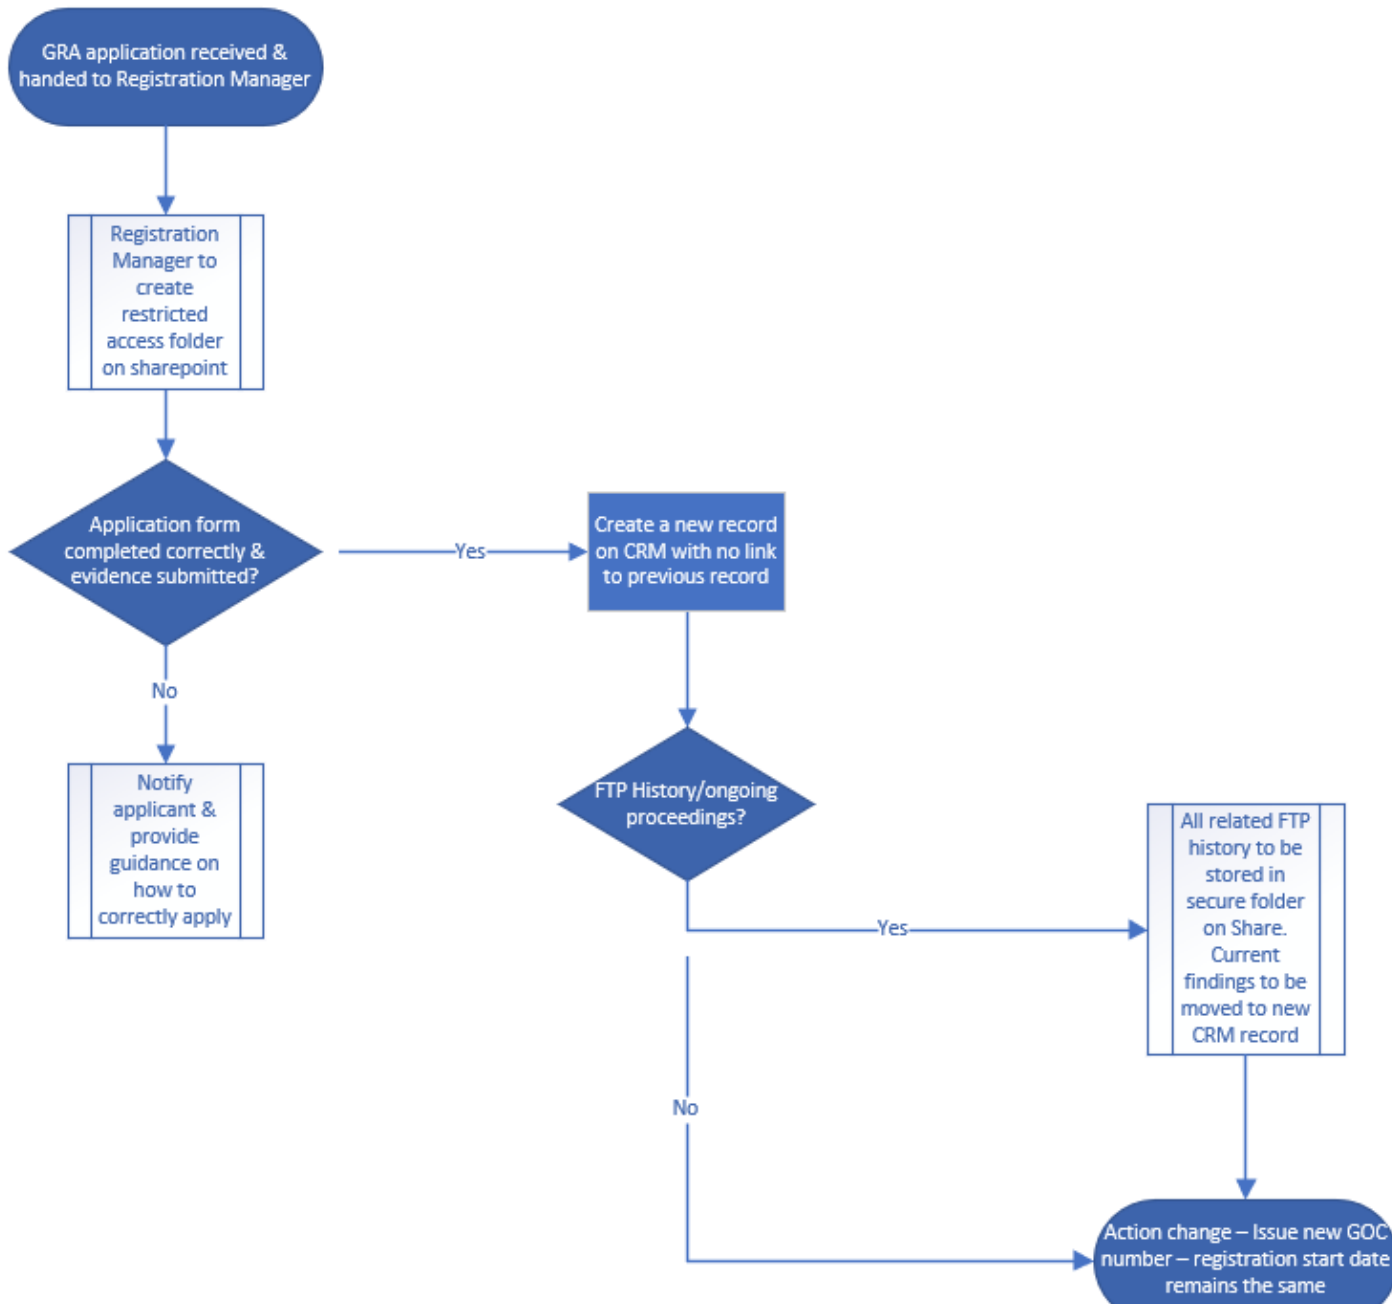 GRA application received &
handed to Registration Manager
Registration
Manager to
create
restricted
access folder
on sharepoint
Application form
completed correctly &
evidence submitted?
Yes
Create a new record
on CRM with no link
to previous record
No
Notify
applicant &
provide
guidance on
how to
correctly apply
FTP History/ongoing
proceedings?
Yes
All related FTP
history to be
stored in
secure folder
on Share.
Current
findings to be
moved to new
CRM record
No
Action change – Issue new GOC
number – registration start date
remains the same